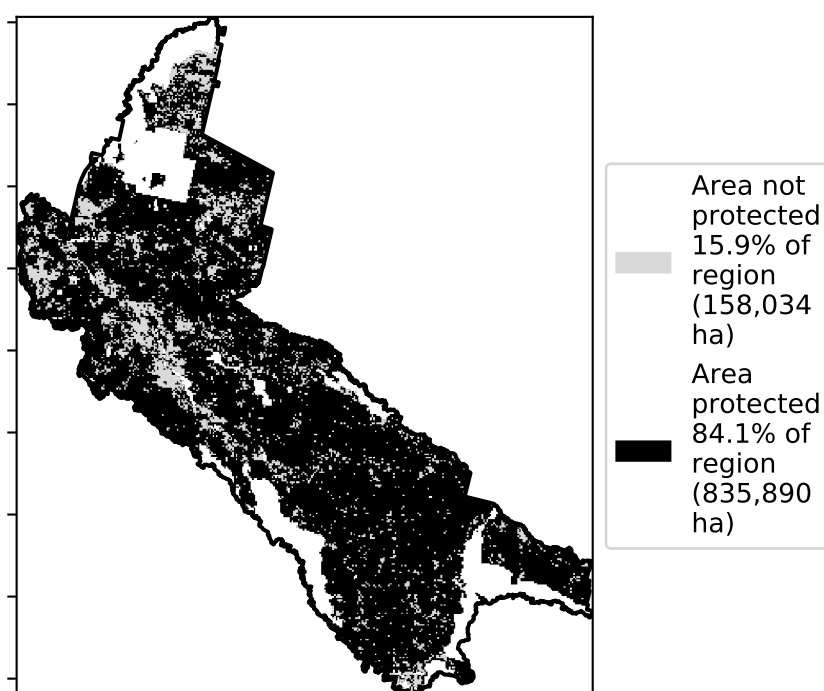 Area not
protected
15.9% of
region
(158,034
ha)
Area
protected
84.1% of
region
(835,890
ha)